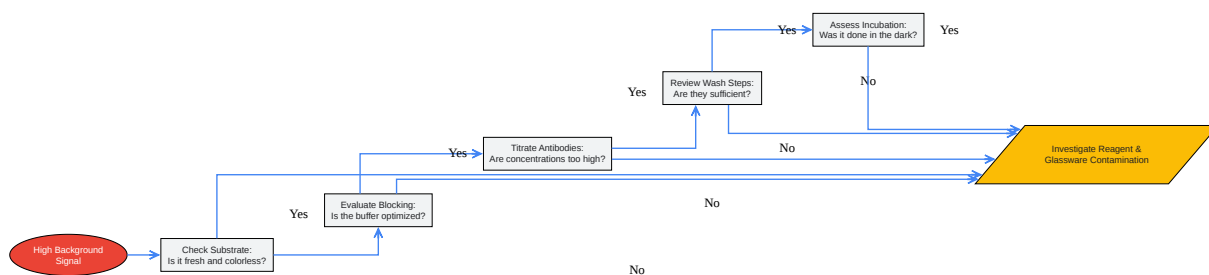 Assess Incubation:
Was it done in the dark?
Yes
Yes
Review Wash Steps:
Are they sufficient?
No
Yes
Titrate Antibodies:
Are concentrations too high?
Yes
No
Investigate Reagent &
Glassware Contamination
Evaluate Blocking:
Is the buffer optimized?
Yes
No
High Background
Signal
Check Substrate:
Is it fresh and colorless?
No